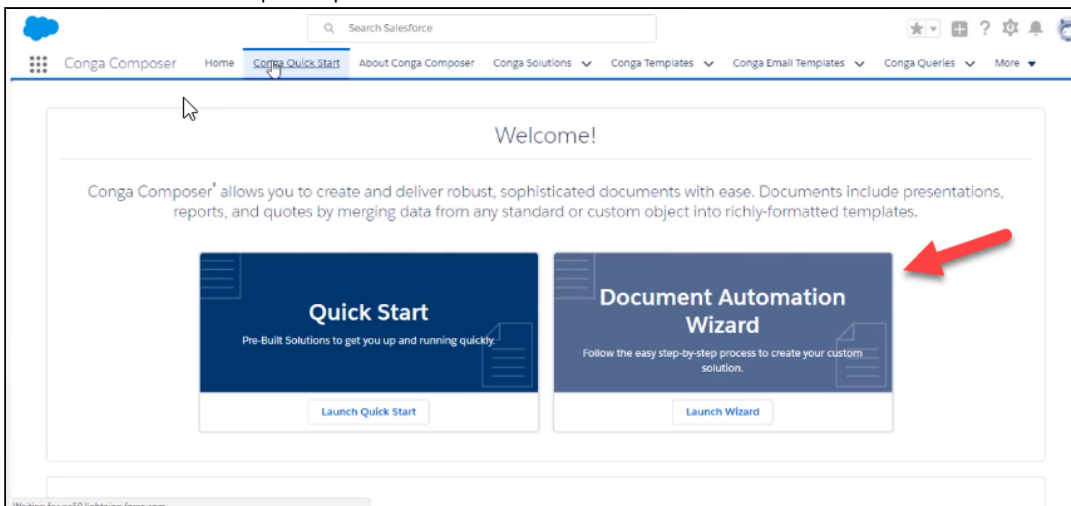 Search Salesforce
Conga Composer Home Conga Quick Start About Conga Composer Conga Solutions Conga Templates Conga Email Templates Conga Queries More
Welcome!
Conga Composer® allows you to create and deliver robust, sophisticated documents with ease. Documents include presentations,
reports, and quotes by merging data from any standard or custom object into richly-formatted templates.
Quick Start
Pre-Built Solutions to get you up and running quickly.
Launch Quick Start
Document Automation
Wizard
Follow the easy step-by-step process to create your custom
solution.
Launch Wizard